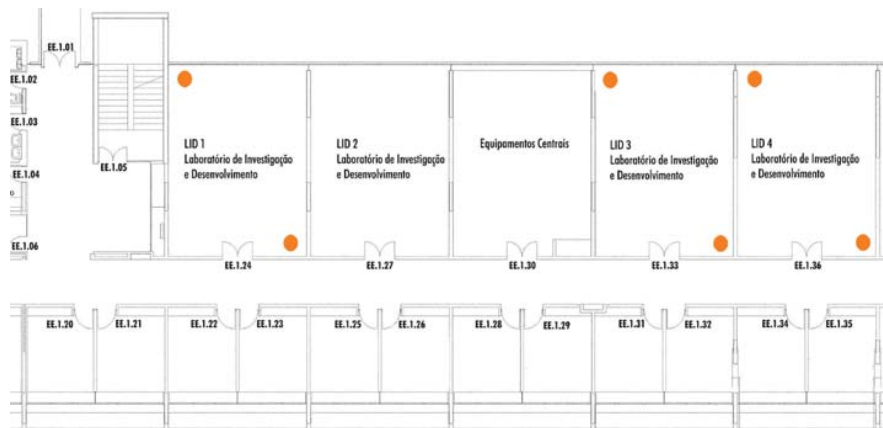 EE.1.01
EE.1.02
EE.1.03
EE.1.04
EE.1.05
EE.1.06
LID 1
Laboratório de Investigação
e Desenvolvimento
LID 2
Laboratório de Investigação
e Desenvolvimento
Equipamentos Centrais
LID 3
Laboratório de Investigação
e Desenvolvimento
LID 4
Laboratório de Investigação
e Desenvolvimento
EE.1.24
EE.1.27
EE.1.30
EE.1.33
EE.1.36
EE.1.20
EE.1.21
EE.1.22
EE.1.23
EE.1.25
EE.1.26
EE.1.28
EE.1.29
EE.1.31
EE.1.32
EE.1.34
EE.1.35